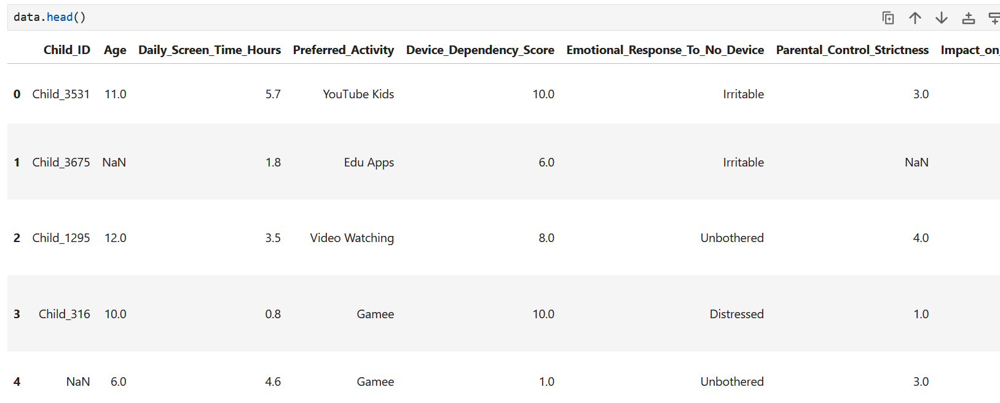 data.head()
Child_ID Age Daily_Screen_Time_Hours Preferred_Activity Device_Dependency_Score Emotional_Response_To_No_Device Parental_Control_Strictness Impact_on
0 Child_3531 11.0 5.7 YouTube Kids 10.0 Irritable 3.0
1 Child_3675 NaN 1.8 Edu Apps 6.0 Irritable NaN
2 Child_1295 12.0 3.5 Video Watching 8.0 Unbothered 4.0
3 Child_316 10.0 0.8 Gamee 10.0 Distressed 1.0
4 NaN 6.0 4.6 Gamee 1.0 Unbothered 3.0